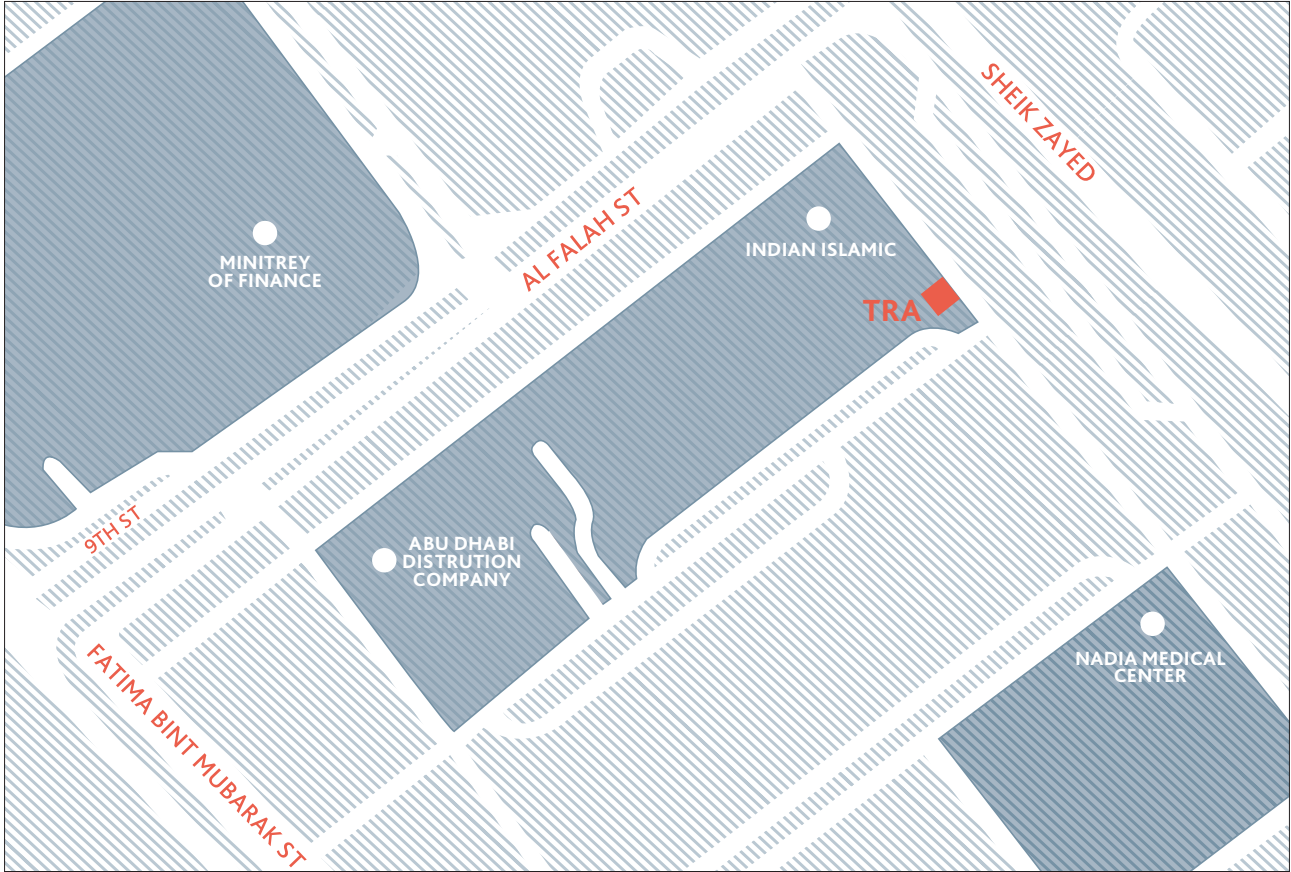 SHEIK ZAYED
AL FALAH ST
INDIAN ISLAMIC
MINITREY
OF FINANCE
TRA
9TH ST
ABU DHABI
DISTRUTION
COMPANY
FATIMA BINT MUBARAK ST
NADIA MEDICAL
CENTER